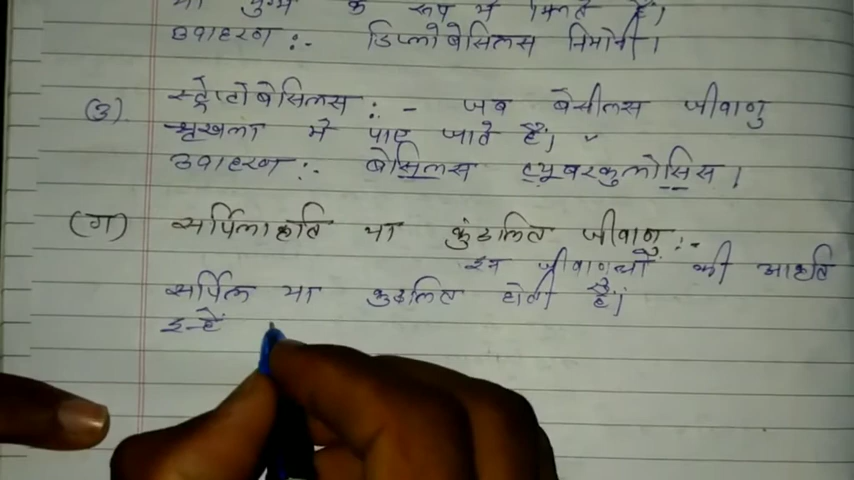 या युग्म के रूप में मिलते हैं।
उदाहरण :- डिप्लोबेसिलस निमोनी।
(3) स्ट्रेप्टोबेसिलस :- जब बेसीलस जीवाणु
श्रृखला में पाए जाते हैं।
उदाहरण :- बेसिलस ट्यूबरकुलोसिस।
(ग) सर्पिलाकृति या कुंडलित जीवाणु :-
इन जीवाणुओं की आकृति
सर्पिल या कुंडलित होती है।
इन्हें